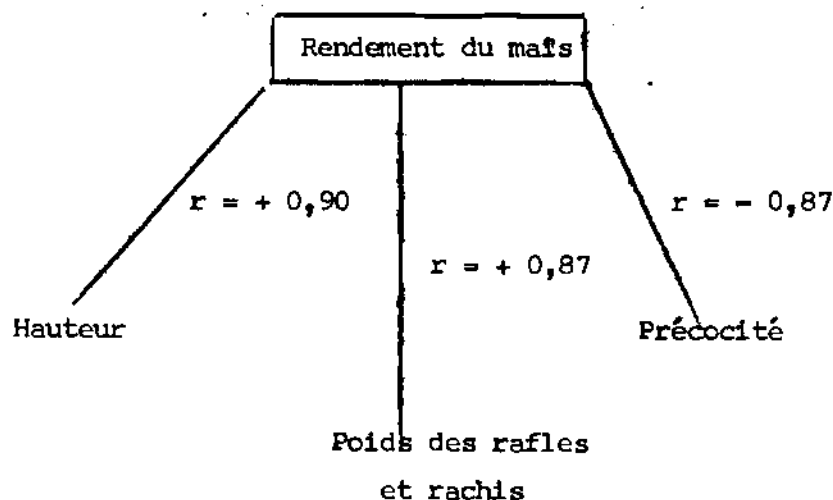 Rendement du maïs
r = + 0,90
r = - 0,87
r = + 0,87
Hauteur
Précocité
Poids des rafles
et rachis